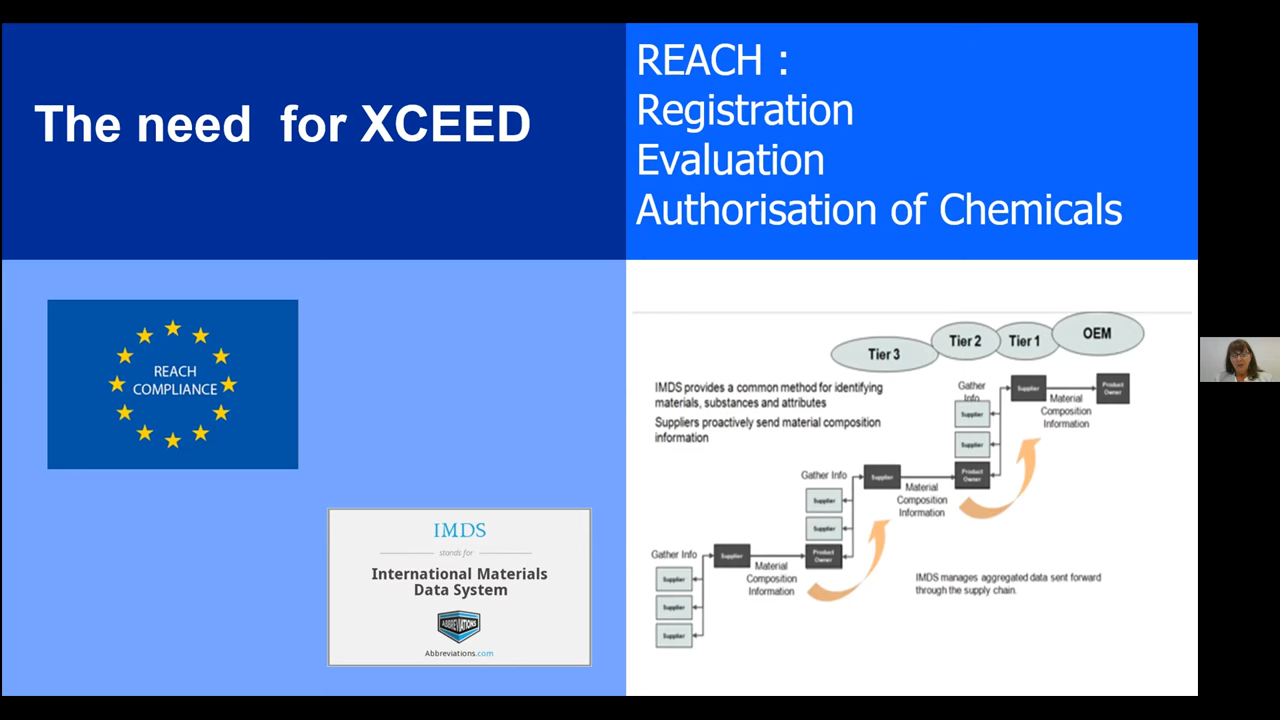 The need  for XCEED
REACH :
Registration
Evaluation
Authorisation of Chemicals
REACH
COMPLIANCE
IMDS
stands for
International Materials
Data System
ABBREVIATIONS
Abbreviations.com
Tier 3
Tier 2
Tier 1
OEM
IMDS provides a common method for identifying
materials, substances and attributes
Suppliers proactively send material composition
information
Gather
Info
Supplier
Supplier
Supplier
Product
Owner
Material
Composition
Information
Product
Owner
Gather Info
Supplier
Supplier
Supplier
Product
Owner
Material
Composition
Information
Gather Info
Supplier
Supplier
Supplier
Supplier
Material
Composition
Information
IMDS manages aggregated data sent forward
through the supply chain.